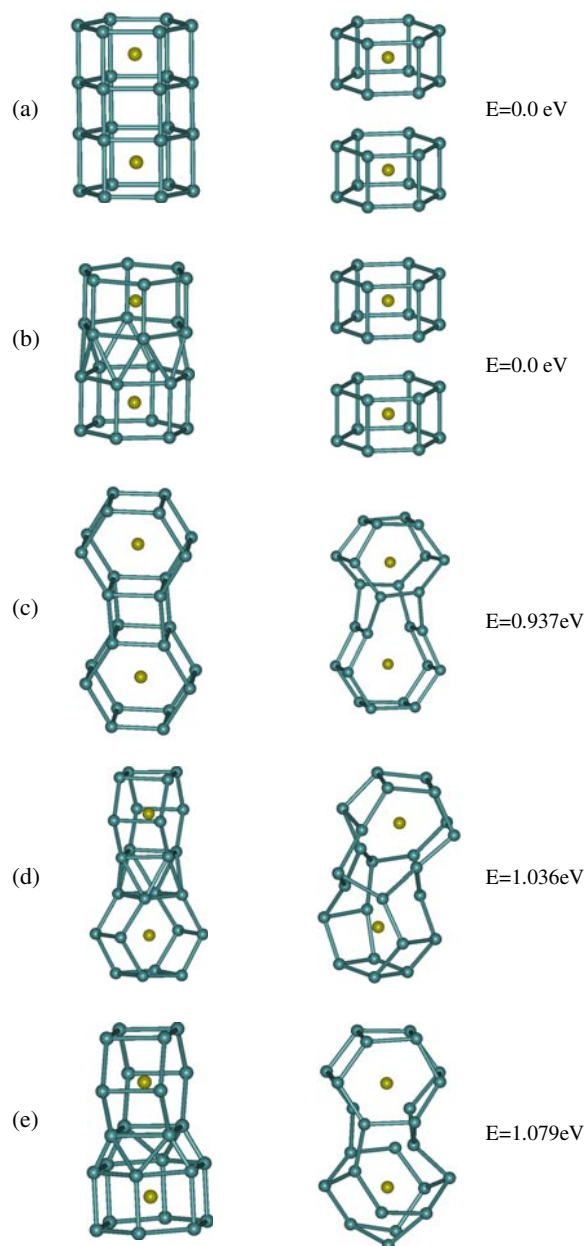 (a) E=0.0 eV
(b) E=0.0 eV
(c) E=0.937eV
(d) E=1.036eV
(e) E=1.079eV